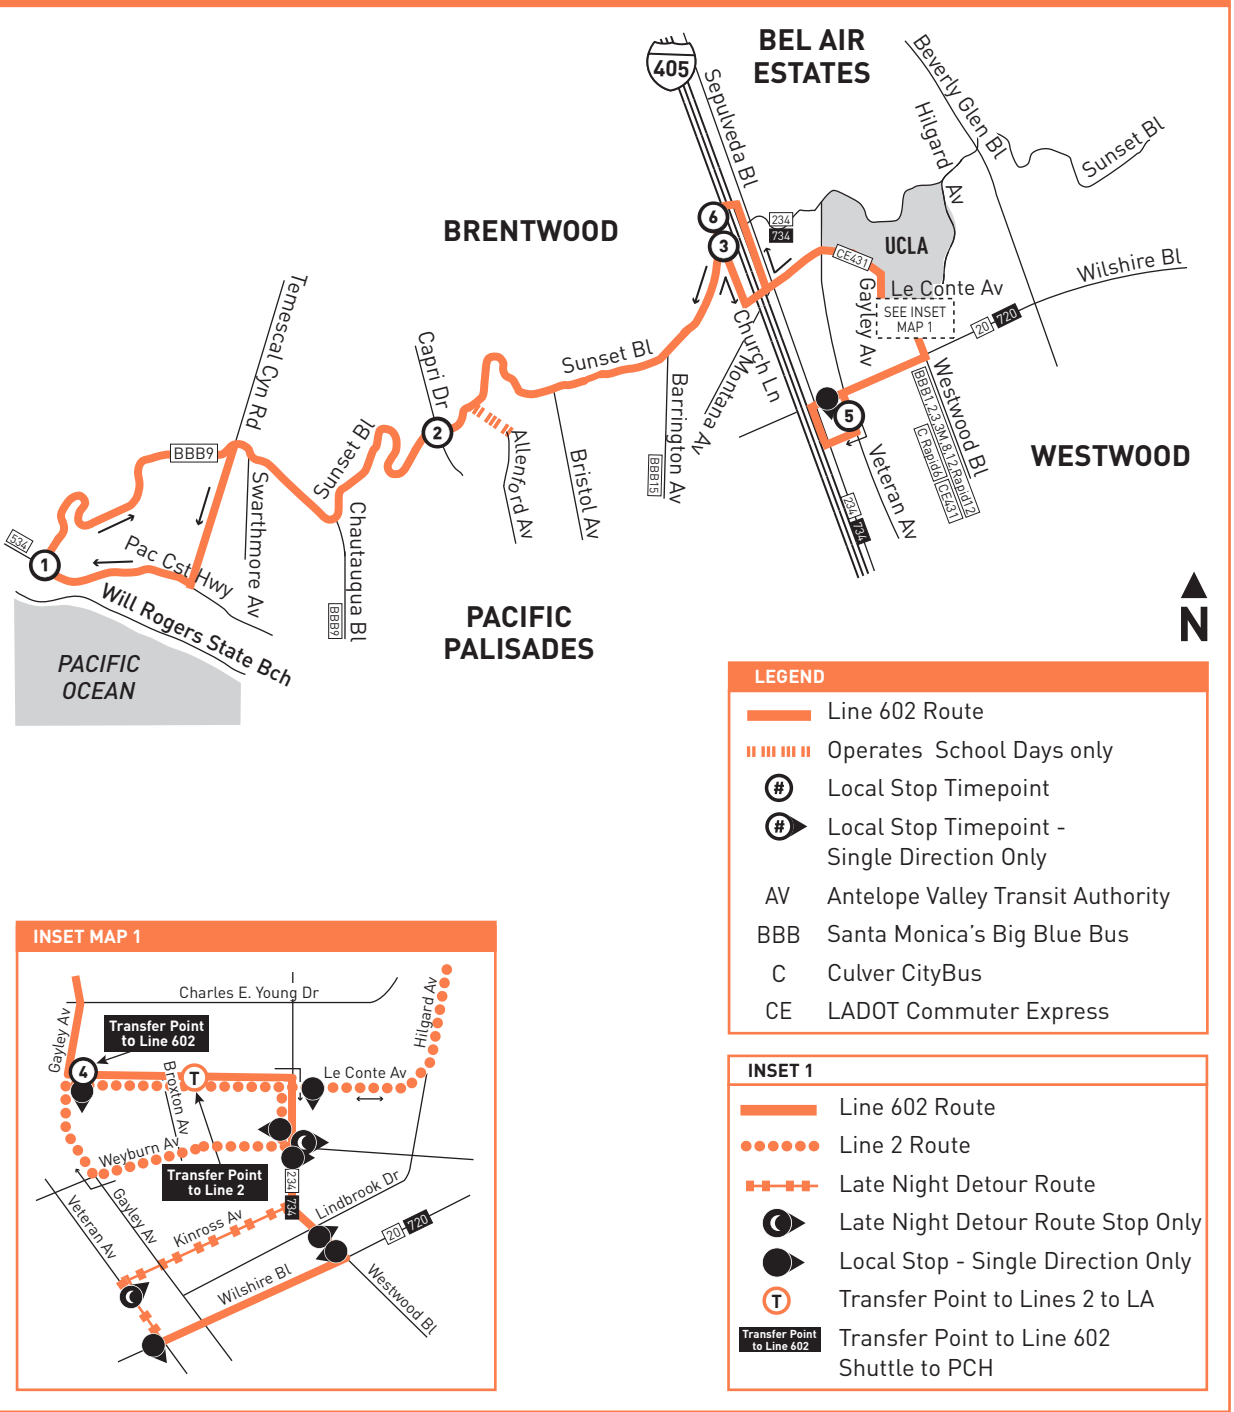 BEL AIR
ESTATES
405
Sepulveda Bl
Beverly Glen Bl
Hilgard
Av
Sunset Bl
BRENTWOOD
6
3
234
734
UCLA
CE431
Wilshire Bl
Le Conte Av
SEE INSET
MAP 1
Gayley Av
20
720
Temescal Cyn Rd
Capri Dr
Sunset Bl
Church Ln
Montana Av
Barrington Av
BBB15
5
Westwood Bl
BBB1,2,3,3M,8,12,Rapid12
C Rapid6
CE431
WESTWOOD
2
Sunset Bl
BBB9
Allenford Av
Bristol Av
Veteran Av
234
734
Swarthmore Av
Chautauqua Bl
BBB9
534
1
Pac Cst Hwy
Will Rogers State Bch
PACIFIC
PALISADES
N
PACIFIC
OCEAN
LEGEND
Line 602 Route
Operates School Days only
# Local Stop Timepoint
# Local Stop Timepoint -
Single Direction Only
AV Antelope Valley Transit Authority
BBB Santa Monica's Big Blue Bus
C Culver CityBus
CE LADOT Commuter Express
INSET MAP 1
Charles E. Young Dr
Hilgard Av
Gayley Av
Transfer Point
to Line 602
4
Broxton Av
T
Le Conte Av
Weyburn Av
Transfer Point
to Line 2
234
734
Lindbrook Dr
Veteran Av
Gayley Av
Kinross Av
20
720
Wilshire Bl
Westwood Bl
INSET 1
Line 602 Route
Line 2 Route
Late Night Detour Route
Late Night Detour Route Stop Only
Local Stop - Single Direction Only
T Transfer Point to Lines 2 to LA
Transfer Point
to Line 602
Transfer Point to Line 602
Shuttle to PCH